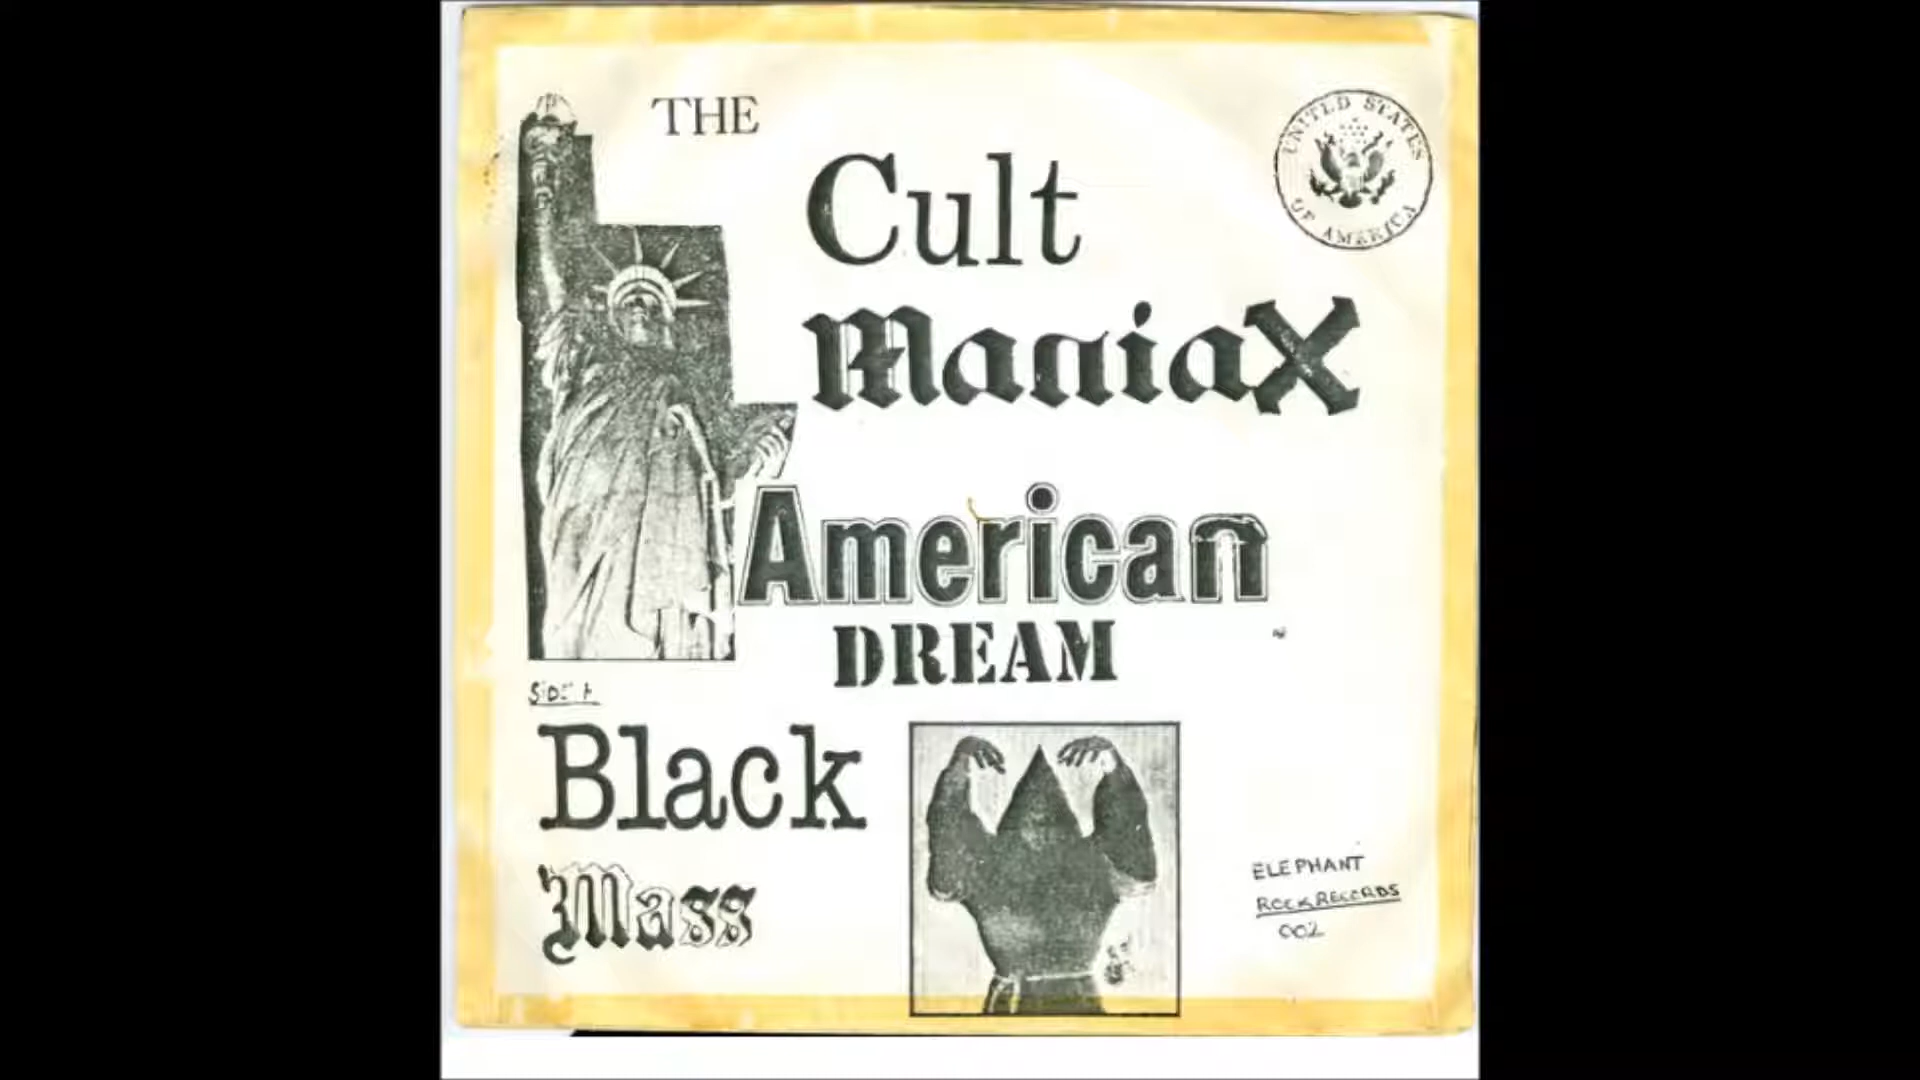 THE
Cult
ManiaX
UNITED STATES
OF AMERICA
American
DREAM
SIDE A
Black
Mass
ELEPHANT
ROCK RECORDS
002